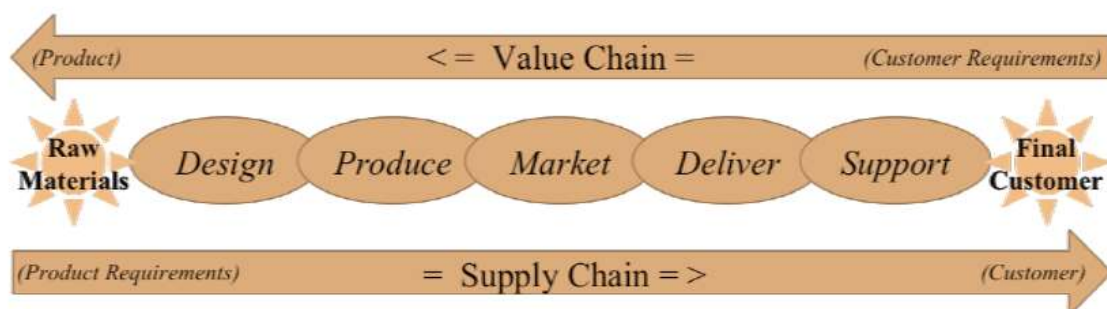 (Product) < = Value Chain = (Customer Requirements)
Raw
Materials
Design Produce Market Deliver Support
Final
Customer
(Product Requirements) = Supply Chain = > (Customer)